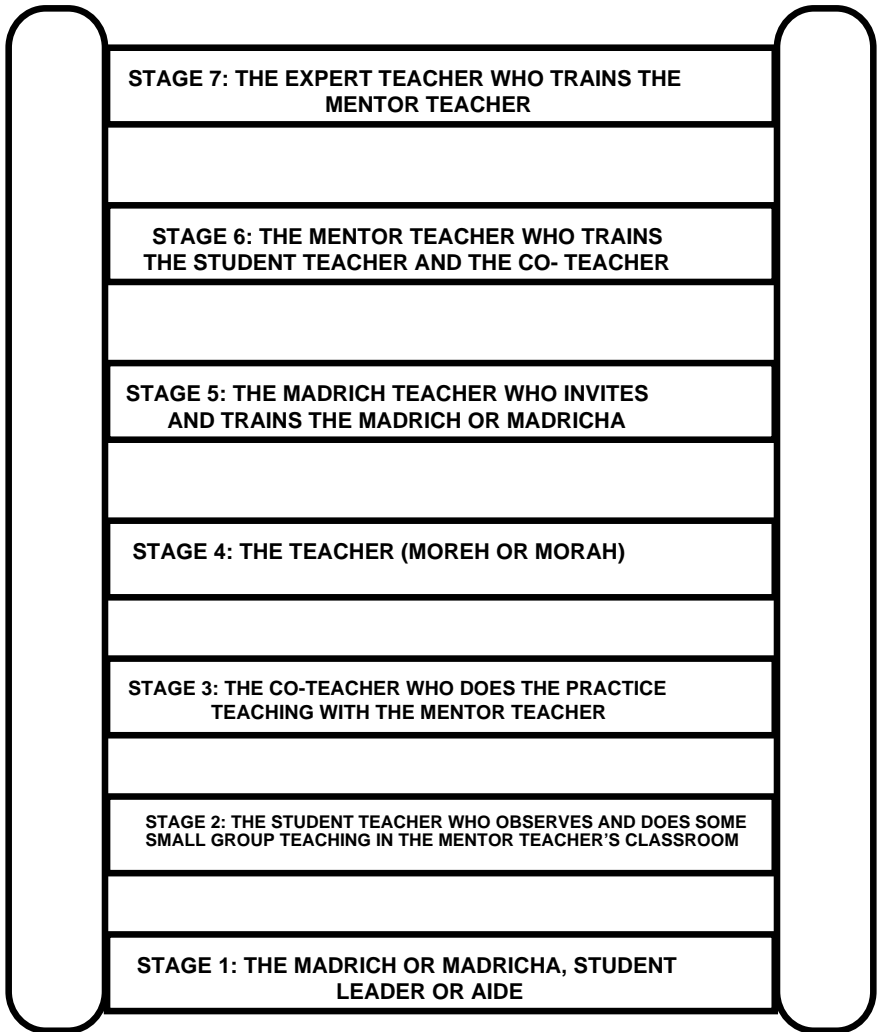 STAGE 7: THE EXPERT TEACHER WHO TRAINS THE
MENTOR TEACHER
STAGE 6: THE MENTOR TEACHER WHO TRAINS
THE STUDENT TEACHER AND THE CO- TEACHER
STAGE 5: THE MADRICH TEACHER WHO INVITES
AND TRAINS THE MADRICH OR MADRICHA
STAGE 4: THE TEACHER (MOREH OR MORAH)
STAGE 3: THE CO-TEACHER WHO DOES THE PRACTICE
TEACHING WITH THE MENTOR TEACHER
STAGE 2: THE STUDENT TEACHER WHO OBSERVES AND DOES SOME
SMALL GROUP TEACHING IN THE MENTOR TEACHER’S CLASSROOM
STAGE 1: THE MADRICH OR MADRICHA, STUDENT
LEADER OR AIDE